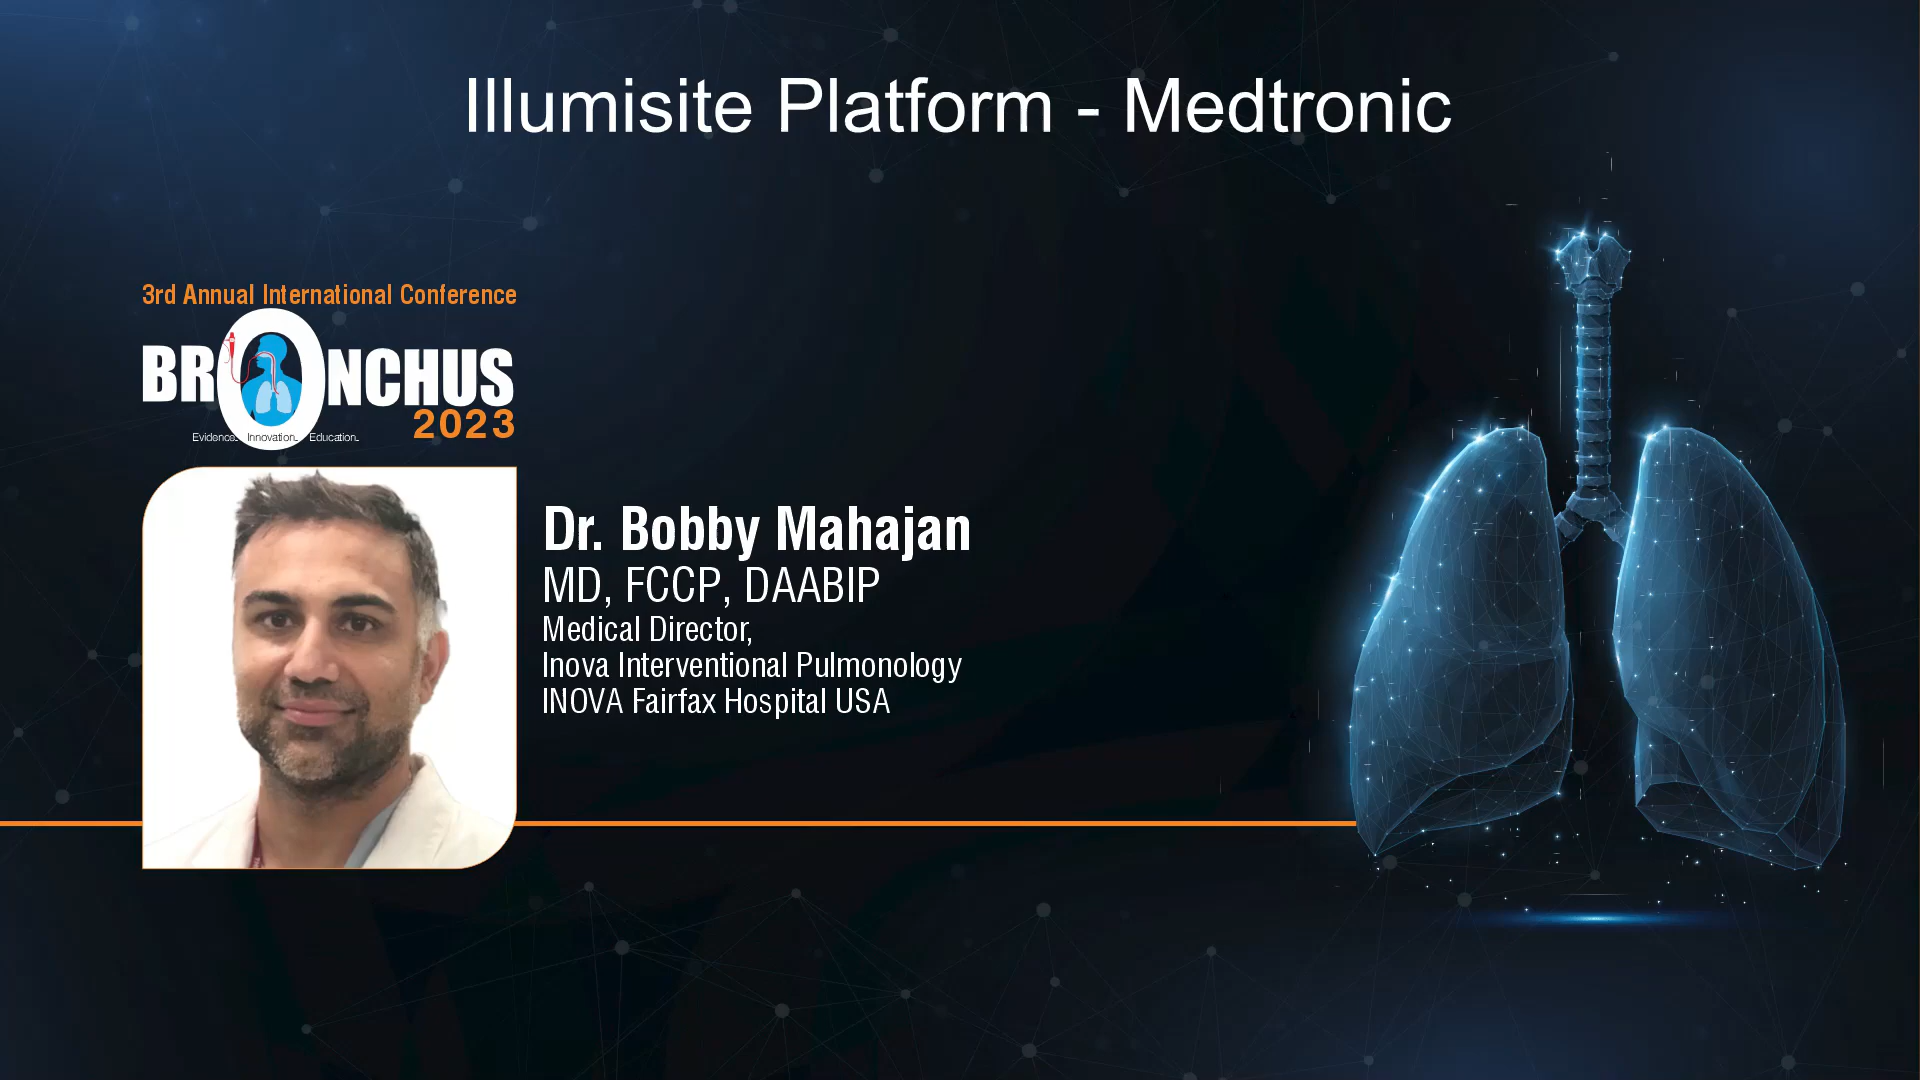 Illumisite Platform - Medtronic
3rd Annual International Conference
BRONCHUS
2023
Evidence. Innovation. Education.
Dr. Bobby Mahajan
MD, FCCP, DAABIP
Medical Director,
Inova Interventional Pulmonology
INOVA Fairfax Hospital USA